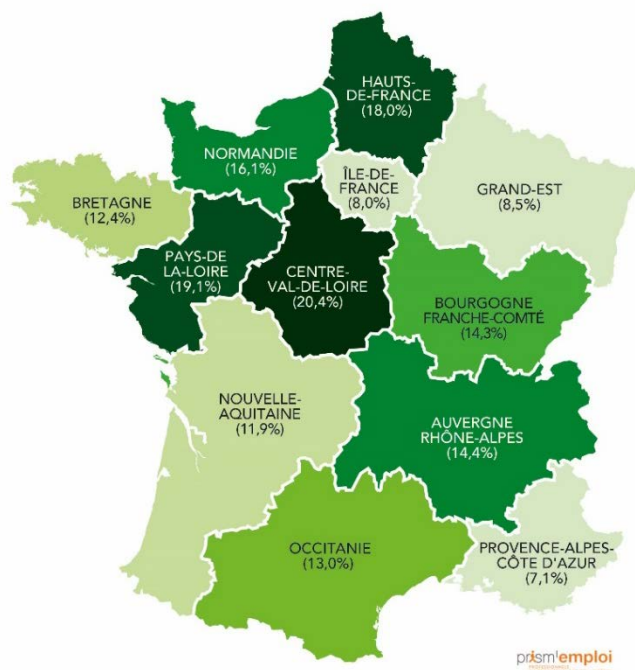 HAUTS-
DE-FRANCE
(18,0%)
NORMANDIE
(16,1%)
ÎLE-DE-
FRANCE
(8,0%)
GRAND-EST
(8,5%)
BRETAGNE
(12,4%)
PAYS-DE
LA-LOIRE
(19,1%)
CENTRE-
VAL-DE-LOIRE
(20,4%)
BOURGOGNE
FRANCHE-COMTÉ
(14,3%)
NOUVELLE-
AQUITAINE
(11,9%)
AUVERGNE
RHÔNE-ALPES
(14,4%)
OCCITANIE
(13,0%)
PROVENCE-ALPES-
CÔTE D'AZUR
(7,1%)
prism'emploi